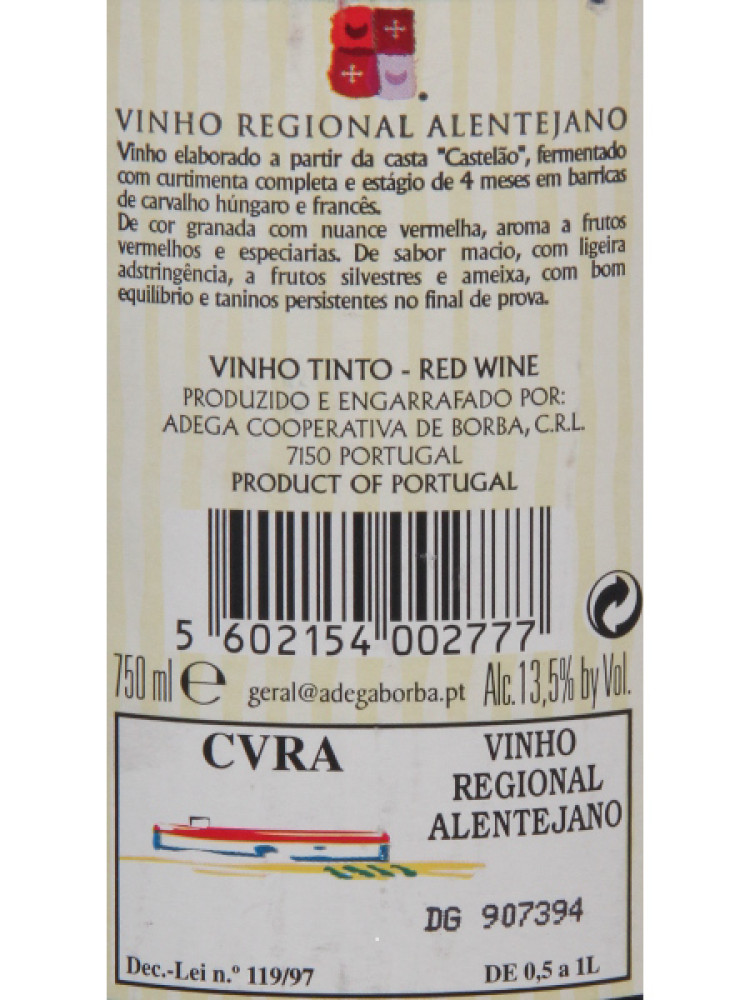 VINHO REGIONAL ALENTEJANO
Vinho elaborado a partir da casta "Castelão", fermentado
com curtimenta completa e estágio de 4 meses em barricas
de carvalho húngaro e francês.
De cor granada com nuance vermelha, aroma a frutos
vermelhos e especiarias. De sabor macio, com ligeira
adstringência, a frutos silvestres e ameixa, com bom
equilíbrio e taninos persistentes no final de prova.
VINHO TINTO - RED WINE
PRODUZIDO E ENGARRAFADO POR:
ADEGA COOPERATIVA DE BORBA, C.R.L.
7150 PORTUGAL
PRODUCT OF PORTUGAL
5 602154 002777
750 ml e geral@adegaborba.pt Alc. 13,5% by Vol.
CVRA
VINHO
REGIONAL
ALENTEJANO
DG 907394
Dec.-Lei n.º 119/97
DE 0,5 a 1L